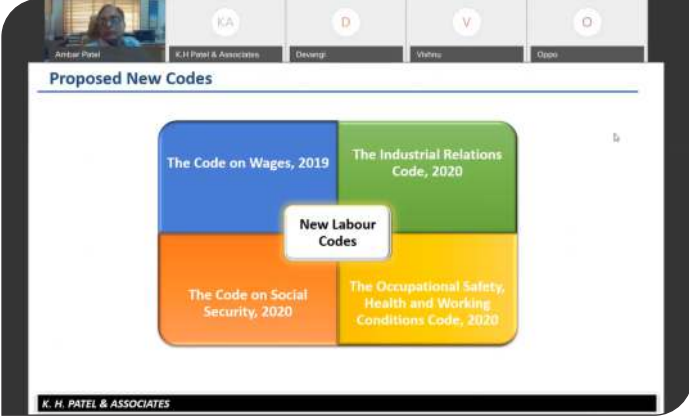 KA
D
V
O
Ambar Patel
K.H Patel & Associates
Devangi
Vishnu
Oppo
Proposed New Codes
The Code on Wages, 2019
The Industrial Relations
Code, 2020
New Labour
Codes
The Code on Social
Security, 2020
The Occupational Safety,
Health and Working
Conditions Code, 2020
K. H. PATEL & ASSOCIATES